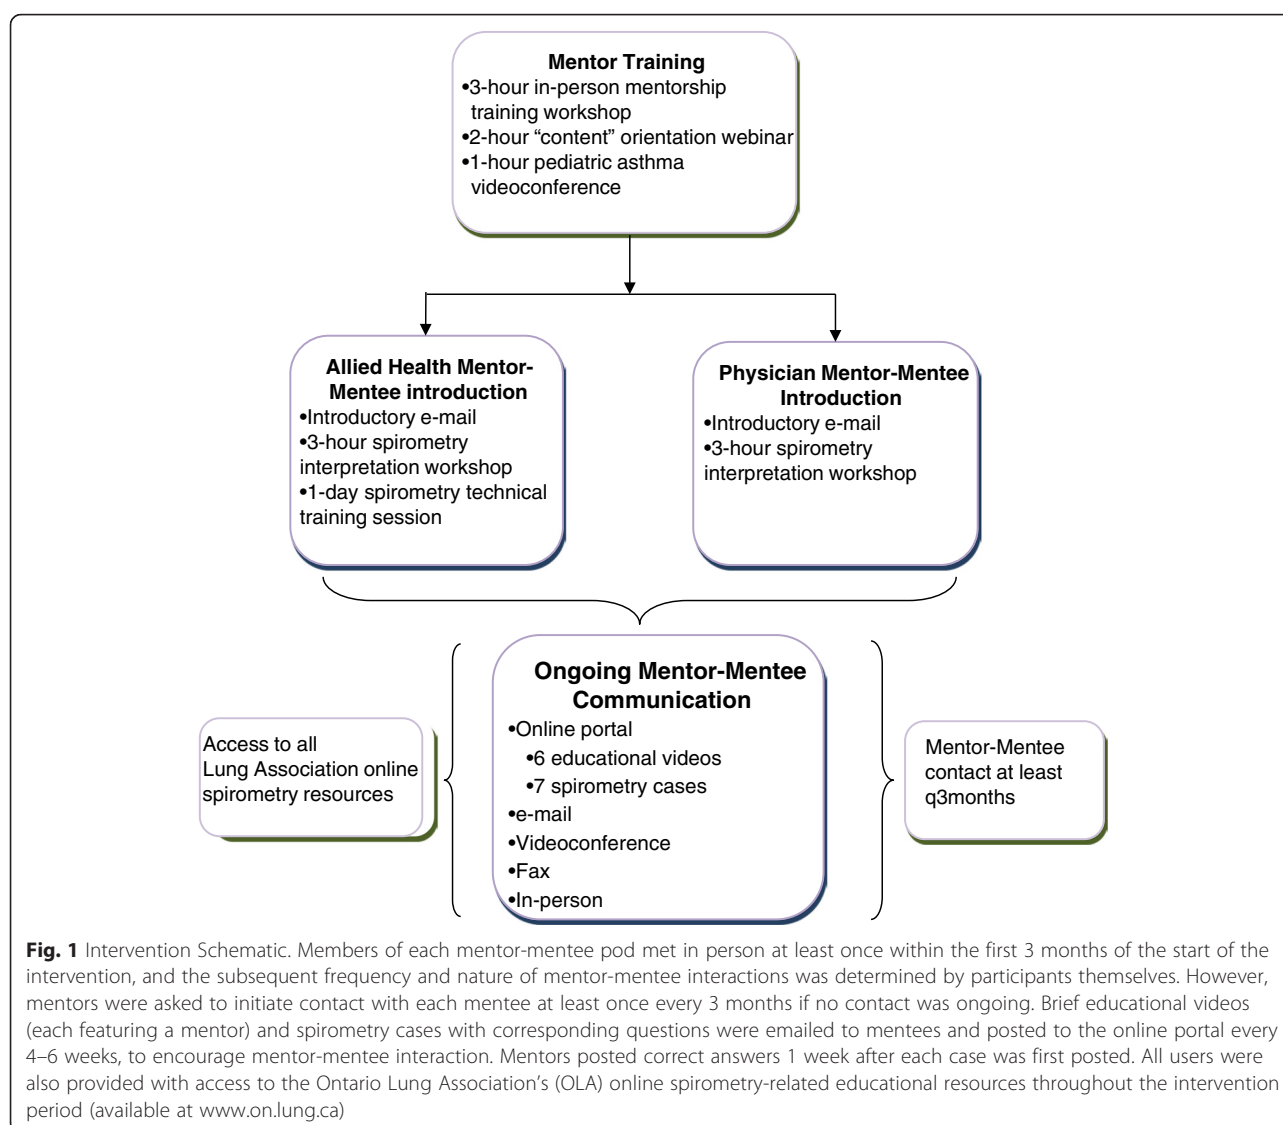 Mentor Training
•3-hour in-person mentorship
training workshop
•2-hour “content” orientation webinar
•1-hour pediatric asthma
videoconference
Allied Health Mentor-
Mentee introduction
•Introductory e-mail
•3-hour spirometry
interpretation workshop
•1-day spirometry technical
training session
Physician Mentor-Mentee
Introduction
•Introductory e-mail
•3-hour spirometry
interpretation workshop
Access to all
Lung Association online
spirometry resources
Ongoing Mentor-Mentee
Communication
•Online portal
•6 educational videos
•7 spirometry cases
•e-mail
•Videoconference
•Fax
•In-person
Mentor-Mentee
contact at least
q3months
Fig. 1 Intervention Schematic. Members of each mentor-mentee pod met in person at least once within the first 3 months of the start of the
intervention, and the subsequent frequency and nature of mentor-mentee interactions was determined by participants themselves. However,
mentors were asked to initiate contact with each mentee at least once every 3 months if no contact was ongoing. Brief educational videos
(each featuring a mentor) and spirometry cases with corresponding questions were emailed to mentees and posted to the online portal every
4–6 weeks, to encourage mentor-mentee interaction. Mentors posted correct answers 1 week after each case was first posted. All users were
also provided with access to the Ontario Lung Association’s (OLA) online spirometry-related educational resources throughout the intervention
period (available at www.on.lung.ca)